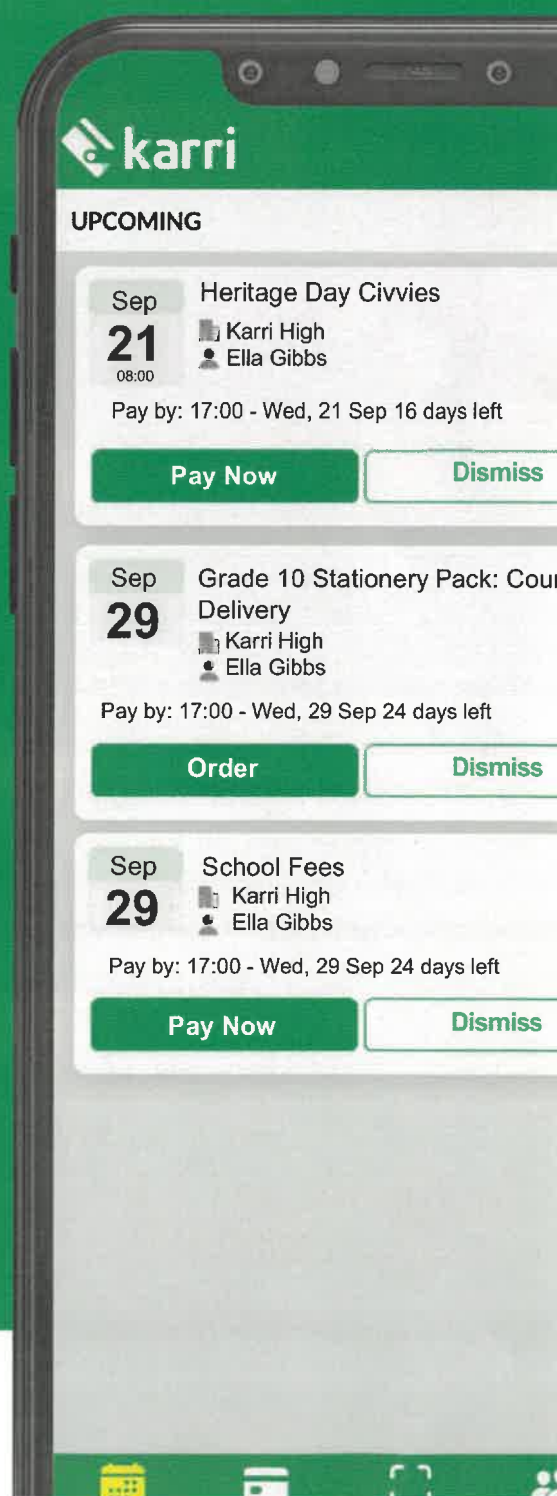 karri
UPCOMING
Sep
21
08:00
Heritage Day Civvies
Karri High
Ella Gibbs
Pay by: 17:00 - Wed, 21 Sep 16 days left
Pay Now
Dismiss
Sep
29
Grade 10 Stationery Pack:
Delivery
Karri High
Ella Gibbs
Pay by: 17:00 - Wed, 29 Sep 24 days left
Order
Dismiss
Sep
29
School Fees
Karri High
Ella Gibbs
Pay by: 17:00 - Wed, 29 Sep 24 days left
Pay Now
Dismiss